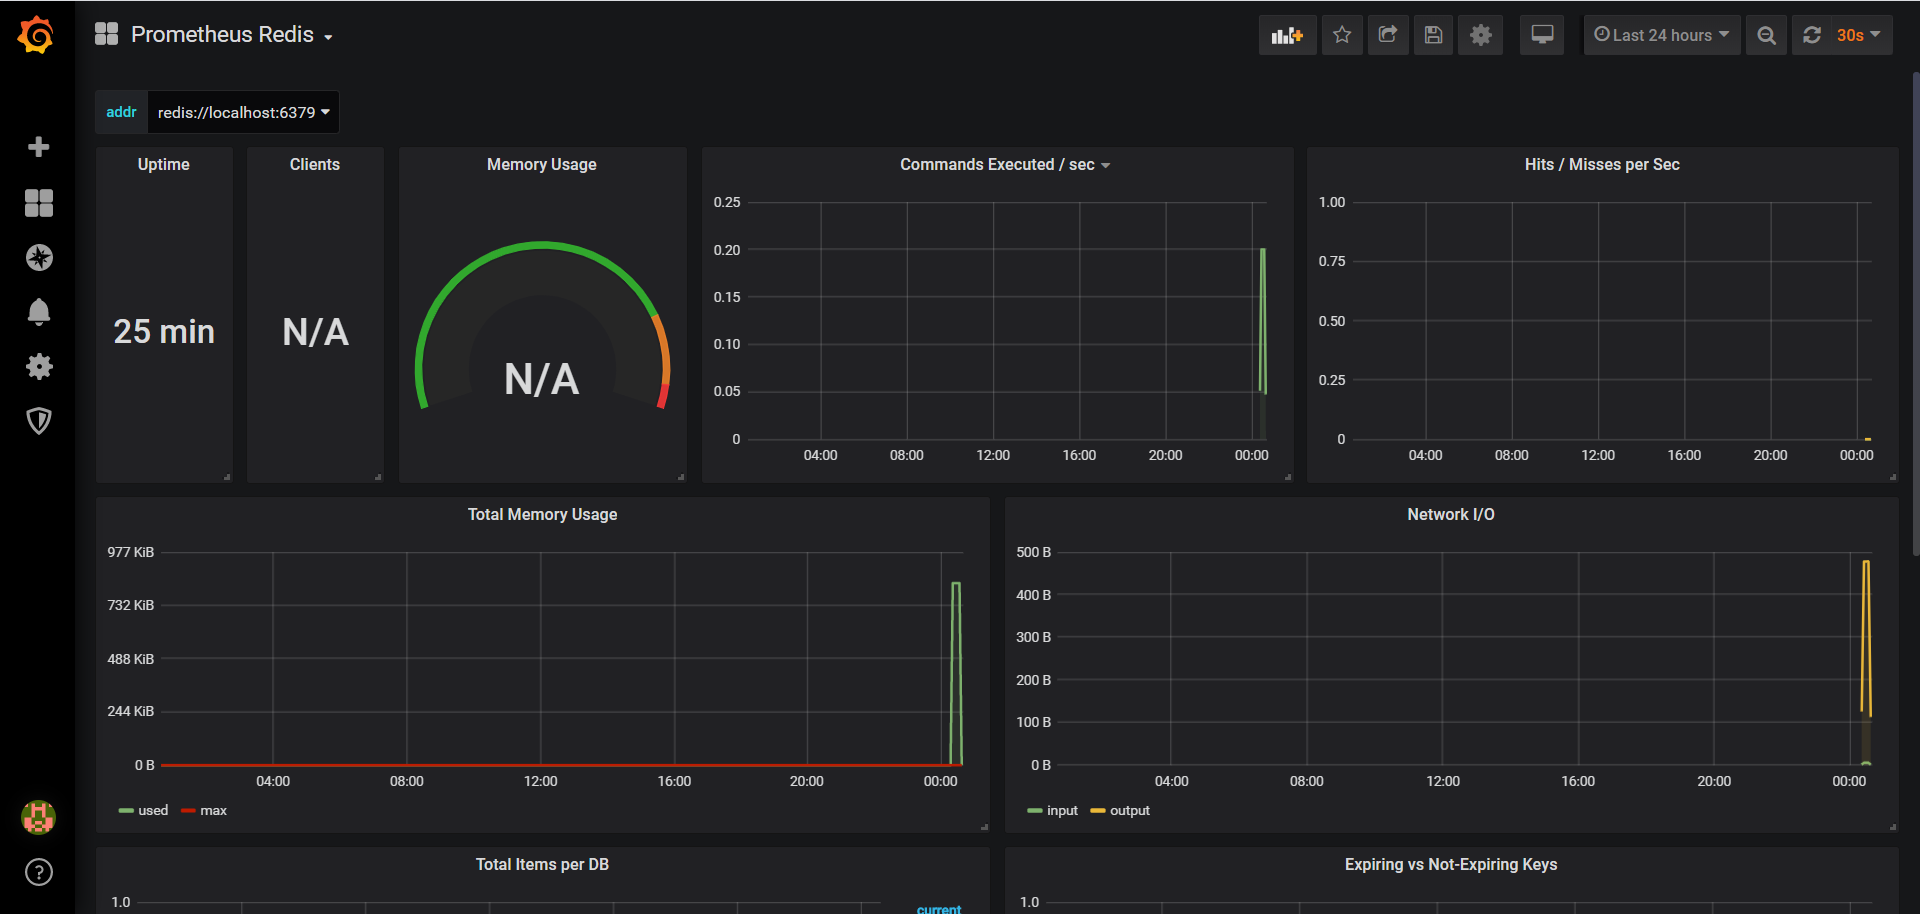 Prometheus Redis
Last 24 hours
30s
addr redis://localhost:6379
Uptime
25 min
Clients
N/A
Memory Usage
N/A
Commands Executed / sec
0.25
0.20
0.15
0.10
0.05
0
04:00 08:00 12:00 16:00 20:00 00:00
Hits / Misses per Sec
1.00
0.75
0.50
0.25
0
04:00 08:00 12:00 16:00 20:00 00:00
Total Memory Usage
977 KiB
732 KiB
488 KiB
244 KiB
0 B
04:00 08:00 12:00 16:00 20:00 00:00
used max
Network I/O
500 B
400 B
300 B
200 B
100 B
0 B
04:00 08:00 12:00 16:00 20:00 00:00
input output
Total Items per DB
1.0
current
Expiring vs Not-Expiring Keys
1.0